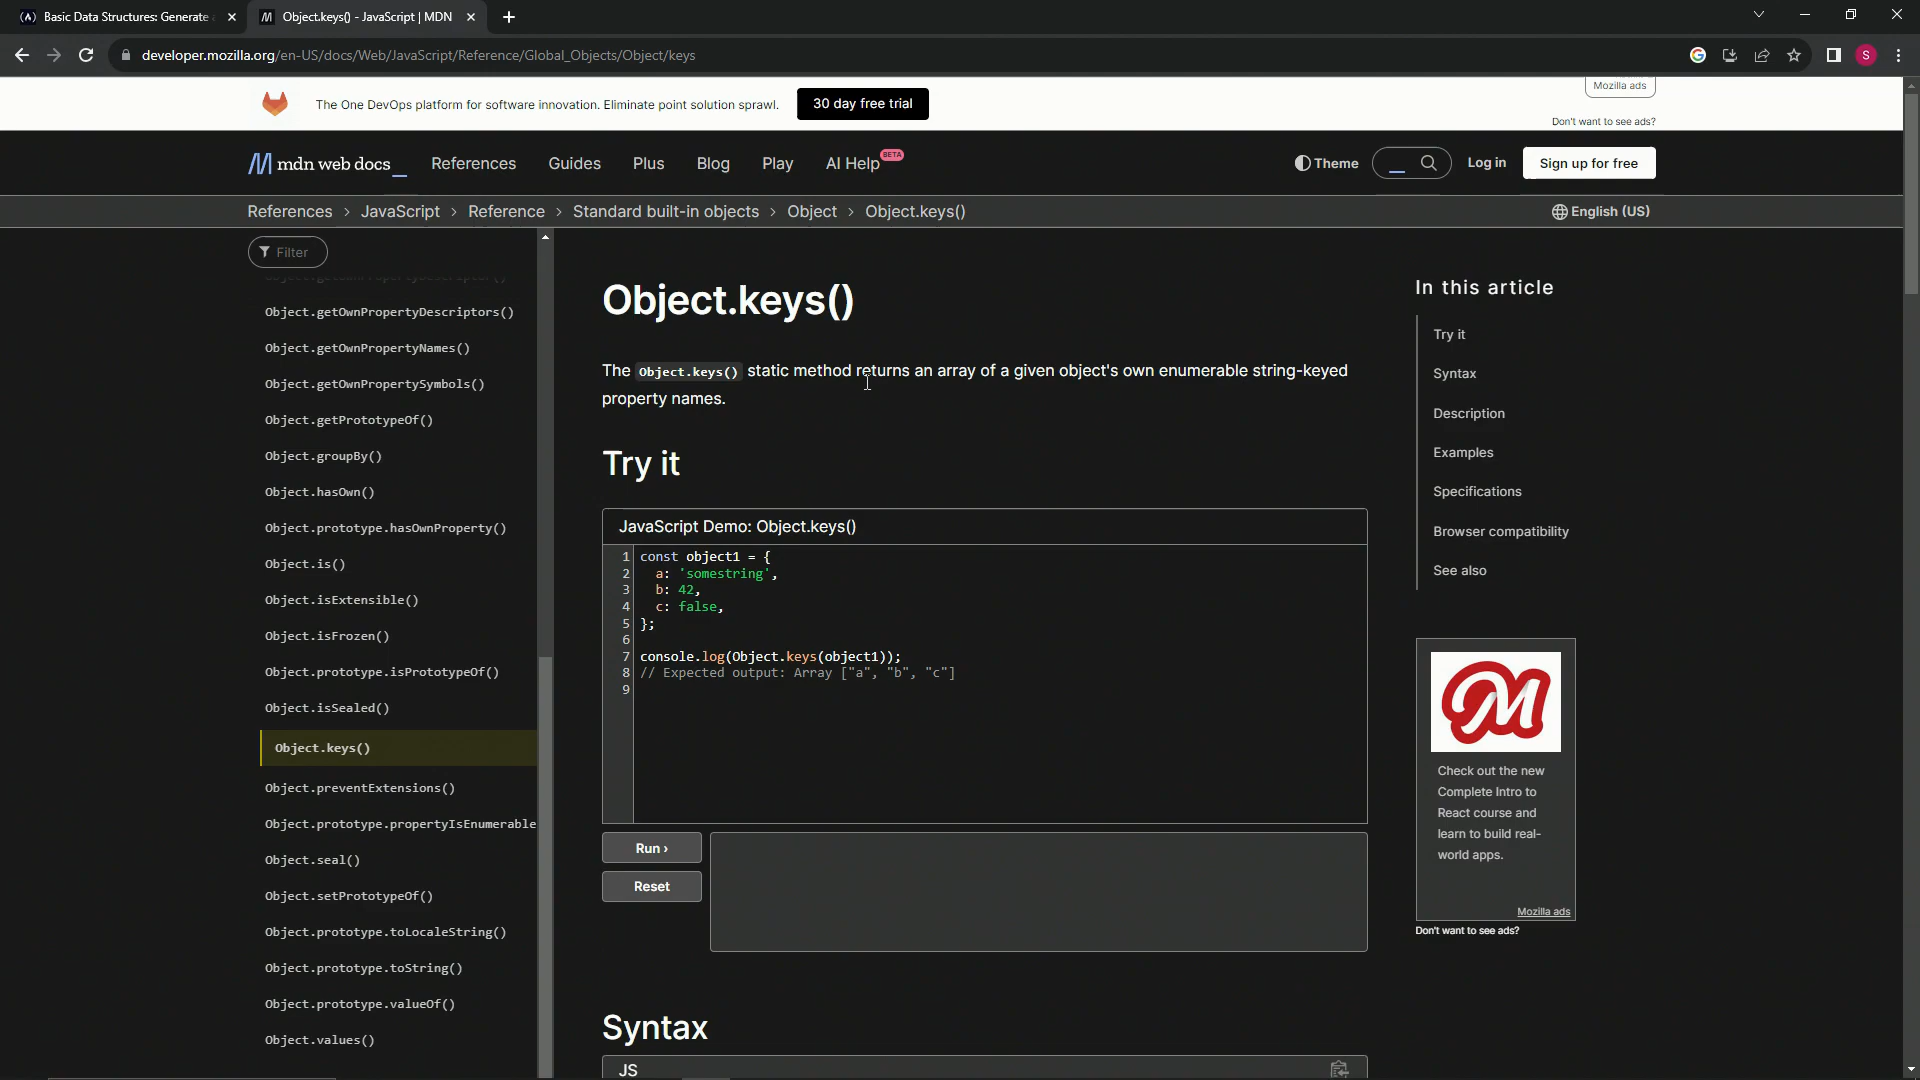 Basic Data Structures: Generate
Object.keys() - JavaScript | MDN
developer.mozilla.org/en-US/docs/Web/JavaScript/Reference/Global_Objects/Object/keys
S
The One DevOps platform for software innovation. Eliminate point solution sprawl.
30 day free trial
Mozilla ads
Don't want to see ads?
mdn web docs_
References
Guides
Plus
Blog
Play
AI Help
BETA
Theme
Log in
Sign up for free
References > JavaScript > Reference > Standard built-in objects > Object > Object.keys()
English (US)
Filter
Object.getOwnPropertyDescriptors()
Object.getOwnPropertyNames()
Object.getOwnPropertySymbols()
Object.getPrototypeOf()
Object.groupBy()
Object.hasOwn()
Object.prototype.hasOwnProperty()
Object.is()
Object.isExtensible()
Object.isFrozen()
Object.prototype.isPrototypeOf()
Object.isSealed()
Object.keys()
Object.preventExtensions()
Object.prototype.propertyIsEnumerable
Object.seal()
Object.setPrototypeOf()
Object.prototype.toLocaleString()
Object.prototype.toString()
Object.prototype.valueOf()
Object.values()
Object.keys()
The Object.keys() static method returns an array of a given object's own enumerable string-keyed
property names.
Try it
JavaScript Demo: Object.keys()
1 const object1 = {
2 a: 'somestring',
3 b: 42,
4 c: false,
5 };
6
7 console.log(Object.keys(object1));
8 // Expected output: Array ["a", "b", "c"]
9
Run ›
Reset
Syntax
JS
In this article
Try it
Syntax
Description
Examples
Specifications
Browser compatibility
See also
M
Check out the new
Complete Intro to
React course and
learn to build real-
world apps.
Mozilla ads
Don't want to see ads?